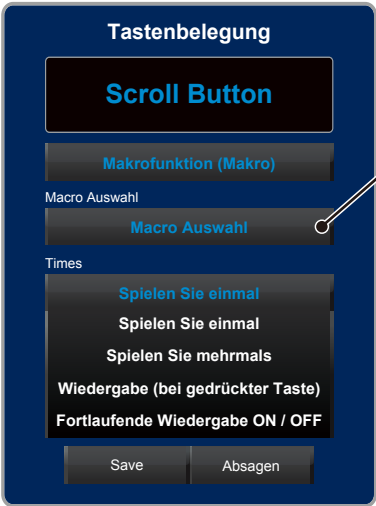 Tastenbelegung
Scroll Button
Makrofunktion (Makro)
Macro Auswahl
Macro Auswahl
Times
Spielen Sie einmal
Spielen Sie einmal
Spielen Sie mehrmals
Wiedergabe (bei gedrückter Taste)
Fortlaufende Wiedergabe ON / OFF
Save Absagen